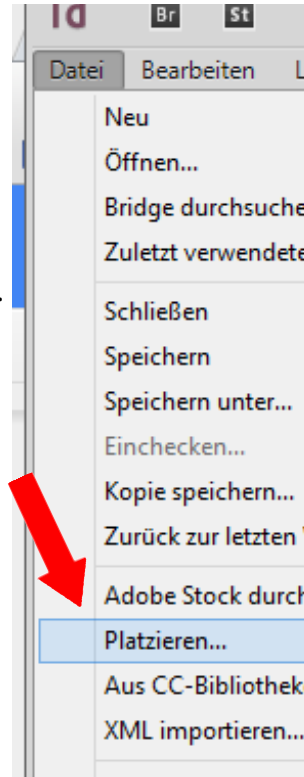 Id Br St
Datei Bearbeiten L
Neu
Öffnen...
Bridge durchsuche
Zuletzt verwendete
Schließen
Speichern
Speichern unter...
Einchecken...
Kopie speichern...
Zurück zur letzten
Adobe Stock durch
Platzieren...
Aus CC-Bibliothek
XML importieren...